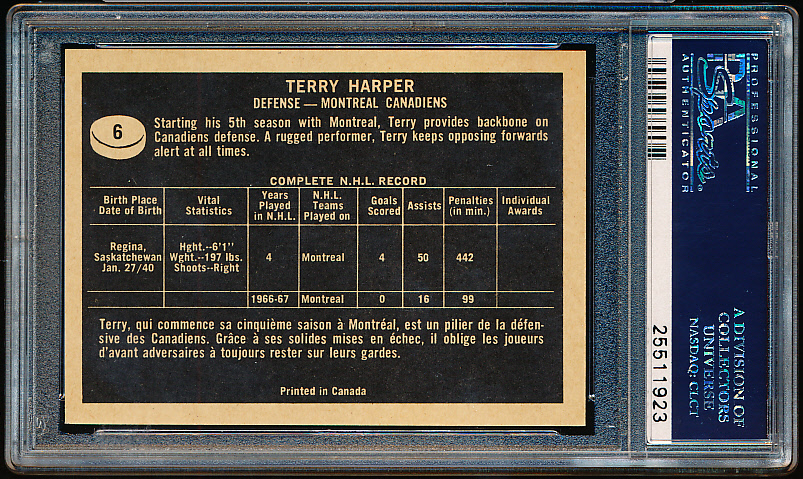 TERRY HARPER
DEFENSE — MONTREAL CANADIENS
6
Starting his 5th season with Montreal, Terry provides backbone on
Canadiens defense. A rugged performer, Terry keeps opposing forwards
alert at all times.
COMPLETE N.H.L. RECORD
Birth Place
Date of Birth
Vital
Statistics
Years
Played
in N.H.L.
N.H.L.
Teams
Played on
Goals
Scored
Assists
Penalties
(in min.)
Individual
Awards
Regina,
Saskatchewan
Jan. 27/40
Hght.--6'1"
Wght.--197 lbs.
Shoots--Right
4
Montreal
4
50
442
1966-67
Montreal
0
16
99
Terry, qui commence sa cinquième saison à Montréal, est un pilier de la défen-
sive des Canadiens. Grâce à ses solides mises en échec, il oblige les joueurs
d'avant adversaires à toujours rester sur leurs gardes.
Printed in Canada
PROFESSIONAL
PSA
Sports
AUTHENTICATOR
A DIVISION OF
COLLECTORS
UNIVERSE
NASDAQ: CLCT
25511923